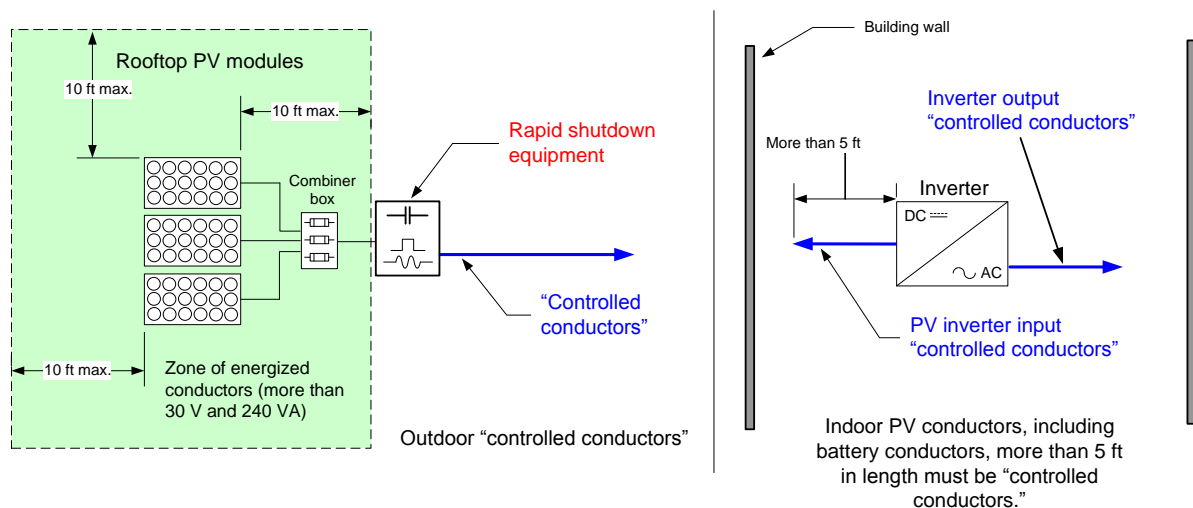 Rooftop PV modules
10 ft max.
10 ft max.
Combiner
box
10 ft max.
Zone of energized
conductors (more than
30 V and 240 VA)
Rapid shutdown
equipment
“Controlled
conductors”
Outdoor “controlled conductors”
Building wall
Inverter output
“controlled conductors”
More than 5 ft
Inverter
DC
AC
PV inverter input
“controlled conductors”
Indoor PV conductors, including
battery conductors, more than 5 ft
in length must be “controlled
conductors.”